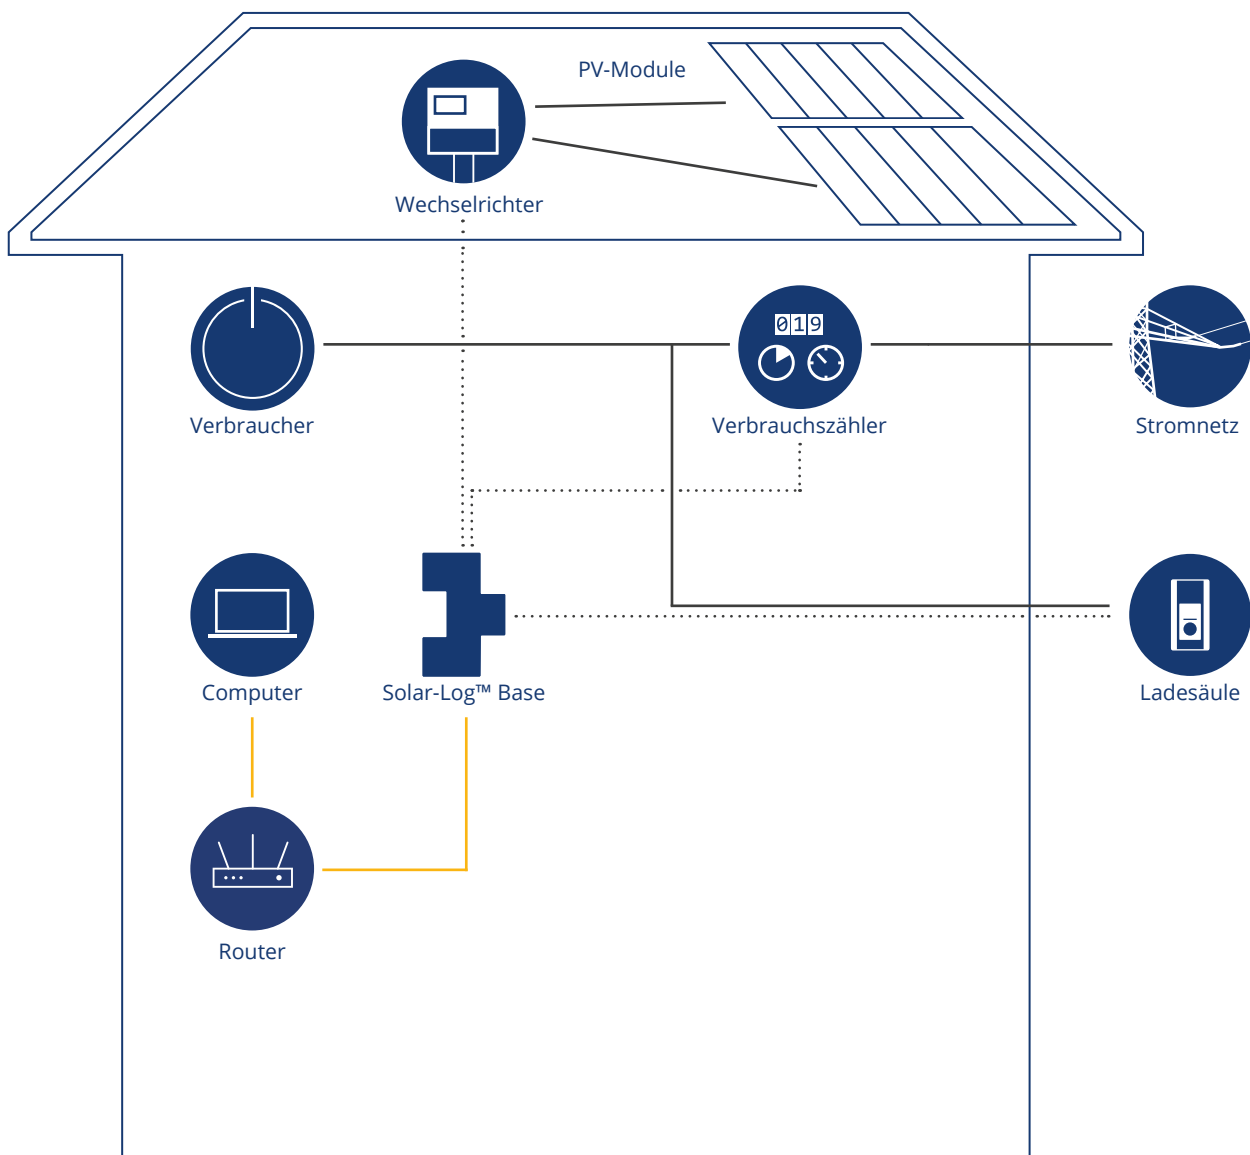 PV-Module
Wechselrichter
019
Verbraucher
Verbrauchszähler
Stromnetz
Computer
Solar-Log™ Base
Ladesäule
Router